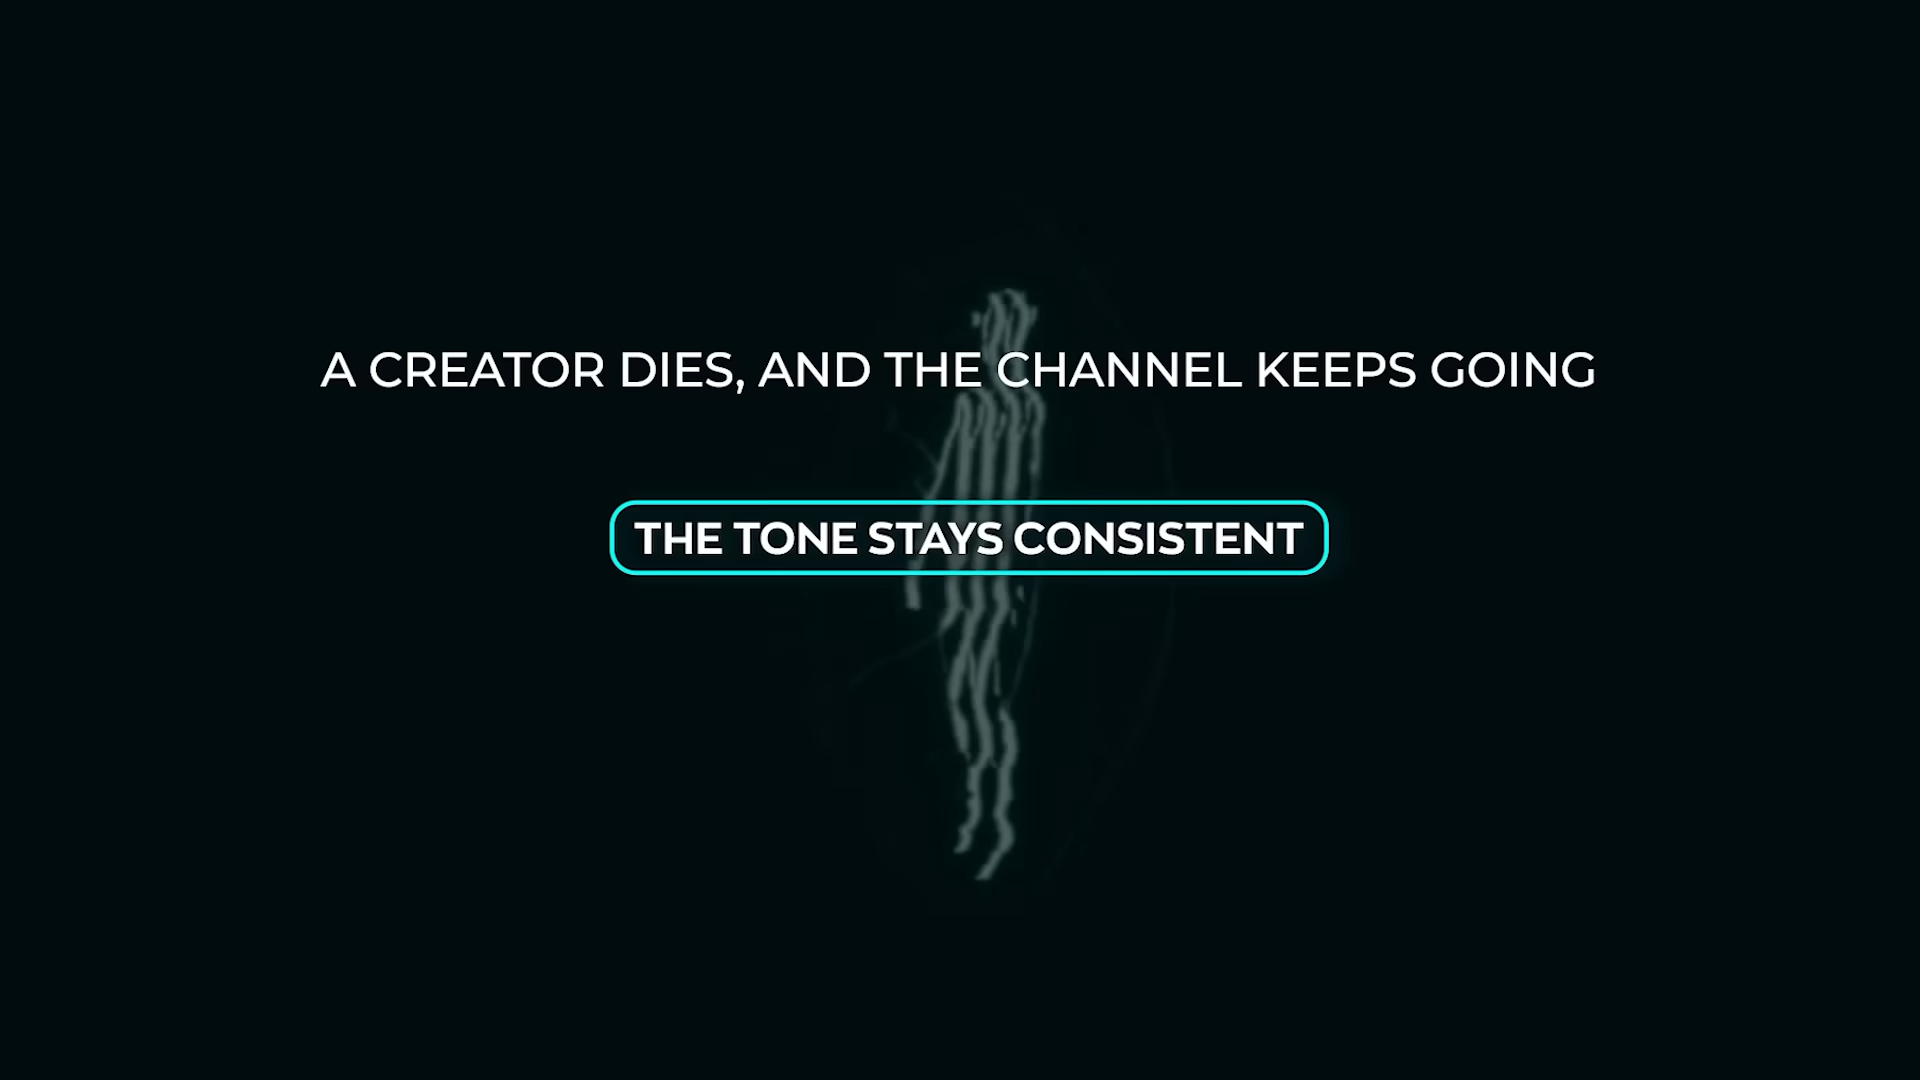 A CREATOR DIES, AND THE CHANNEL KEEPS GOING
THE TONE STAYS CONSISTENT